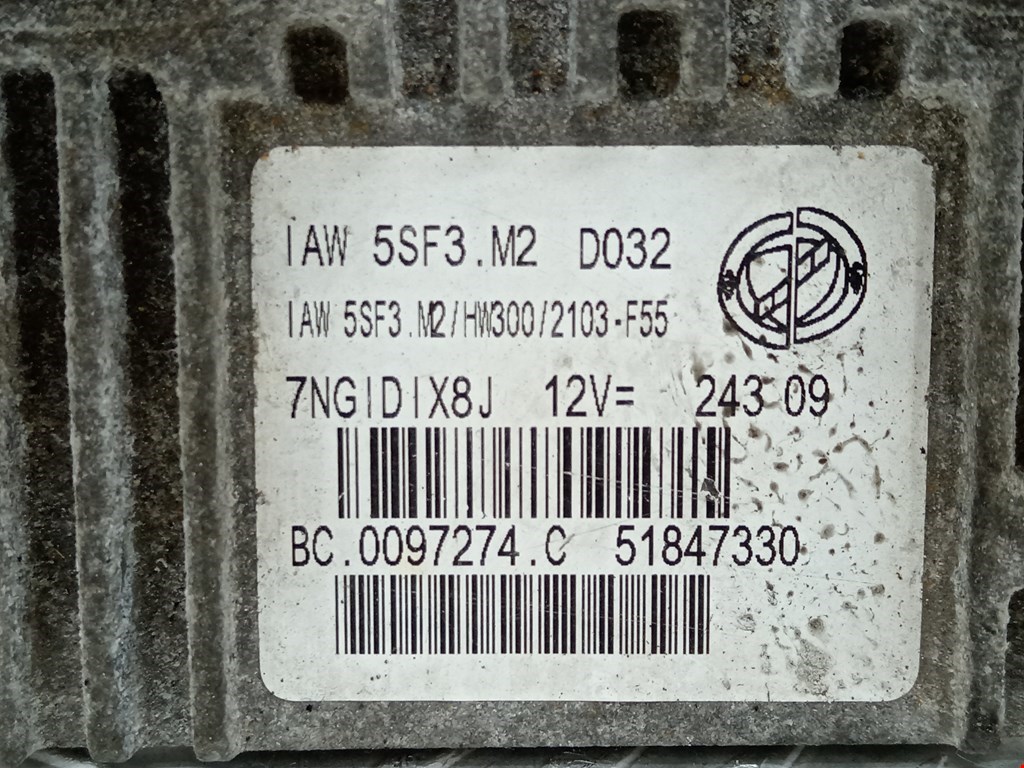 IAW 5SF3.M2 D032
IAW 5SF3.M2/HW300/2103-F55
7NGIDIX8J 12V= 243 09
BC.0097274.C 51847330